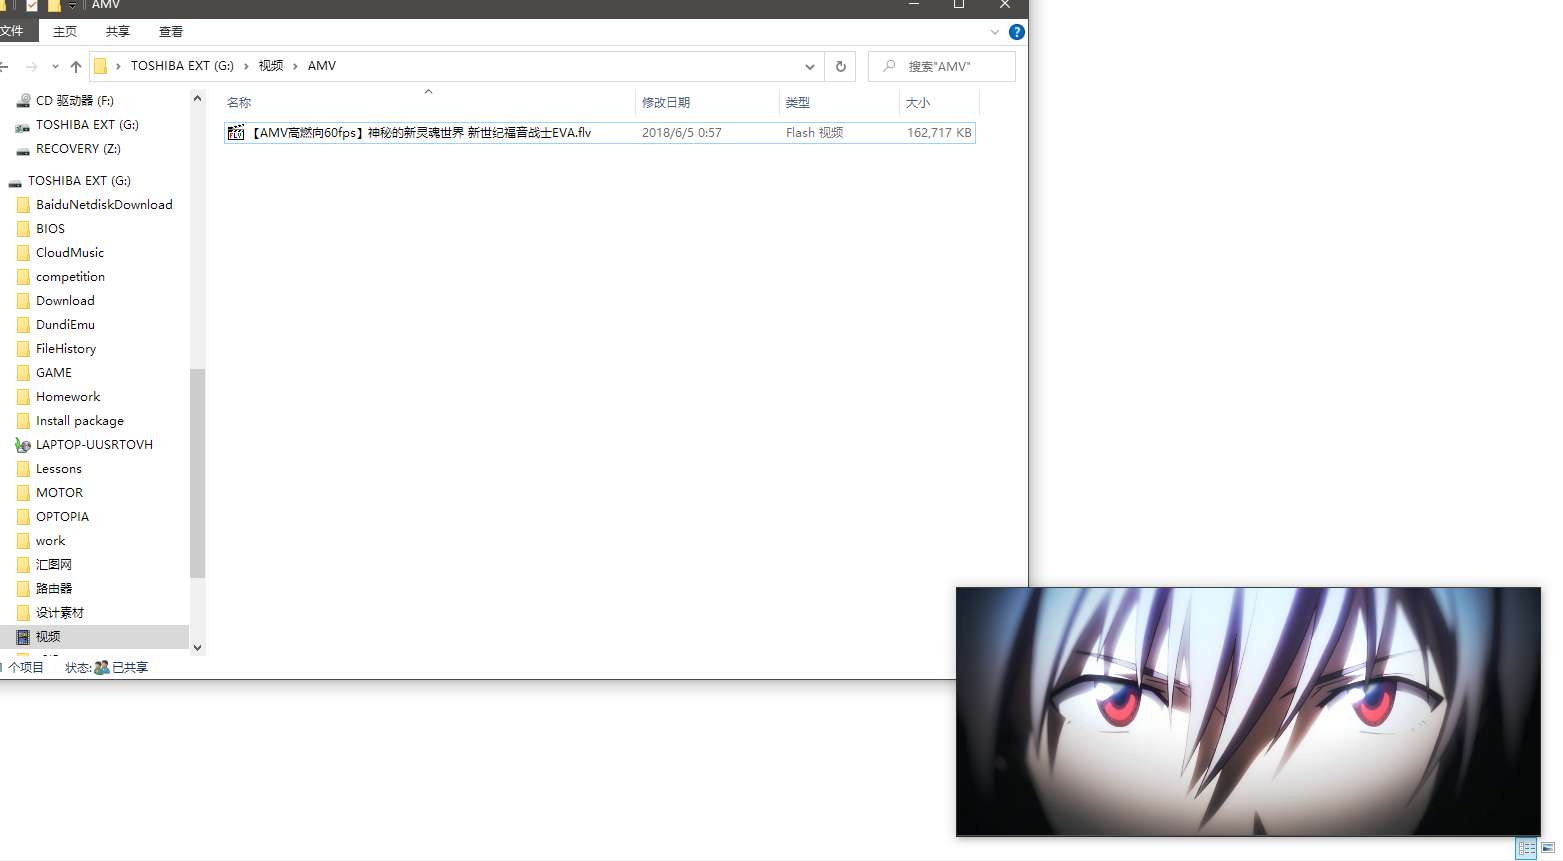 AMV
文件 主页 共享 查看
TOSHIBA EXT (G:) › 视频 › AMV
搜索"AMV"
名称 修改日期 类型 大小
【AMV高燃向60fps】神秘的新灵魂世界 新世纪福音战士EVA.flv 2018/6/5 0:57 Flash 视频 162,717 KB
CD 驱动器 (F:)
TOSHIBA EXT (G:)
RECOVERY (Z:)
TOSHIBA EXT (G:)
BaiduNetdiskDownload
BIOS
CloudMusic
competition
Download
DundiEmu
FileHistory
GAME
Homework
Install package
LAPTOP-UUSRTOVH
Lessons
MOTOR
OPTOPIA
work
汇图网
路由器
设计素材
视频
1 个项目 状态: 已共享